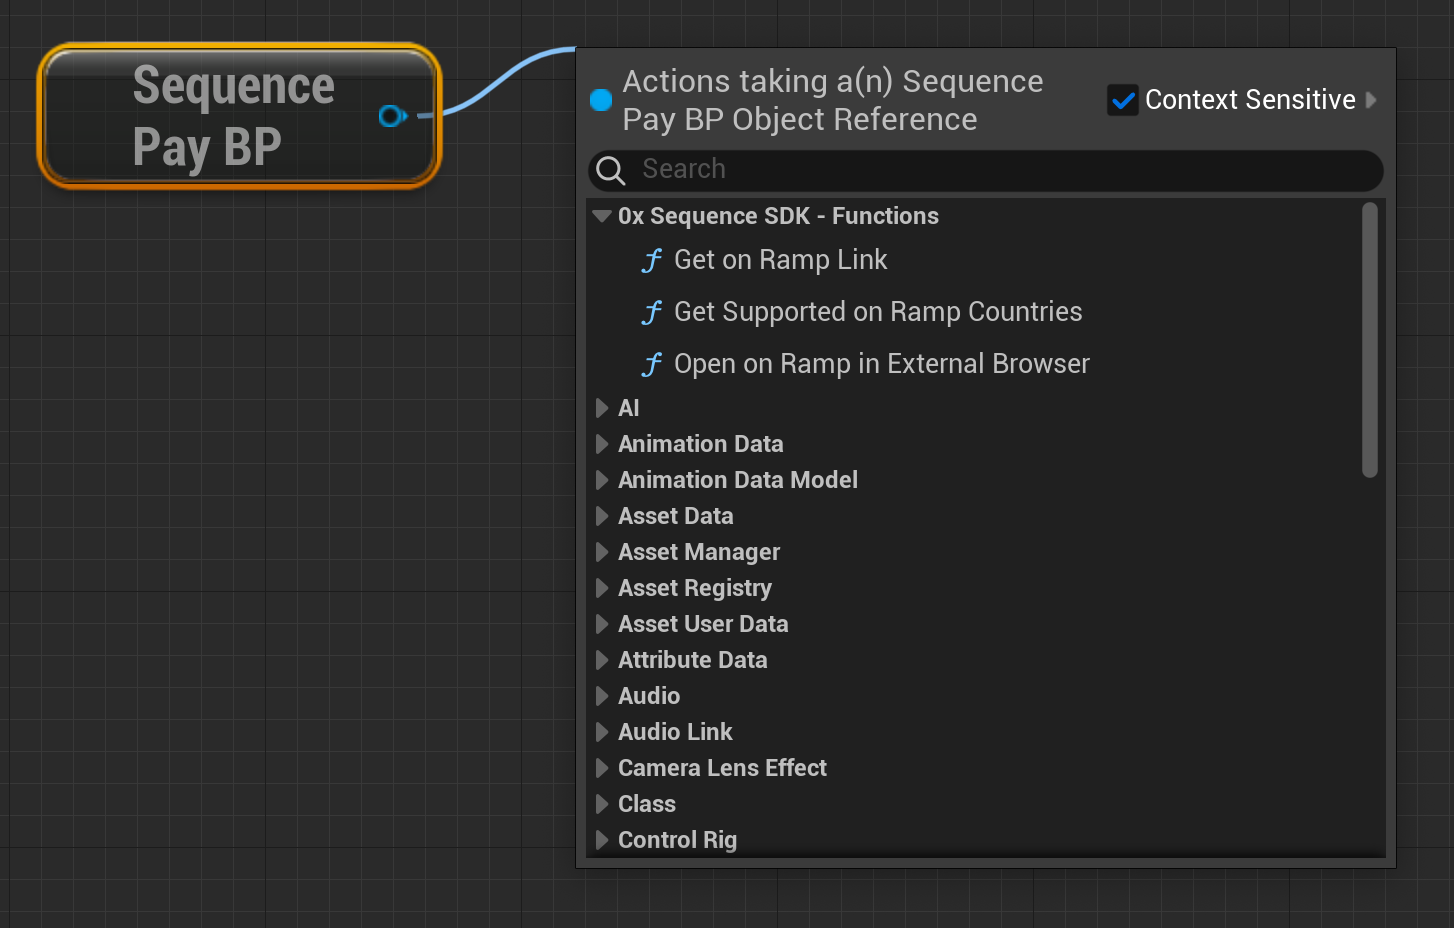 Sequence
Pay BP
Actions taking a(n) Sequence
Pay BP Object Reference
Context Sensitive
Search
0x Sequence SDK - Functions
Get on Ramp Link
Get Supported on Ramp Countries
Open on Ramp in External Browser
AI
Animation Data
Animation Data Model
Asset Data
Asset Manager
Asset Registry
Asset User Data
Attribute Data
Audio
Audio Link
Camera Lens Effect
Class
Control Rig